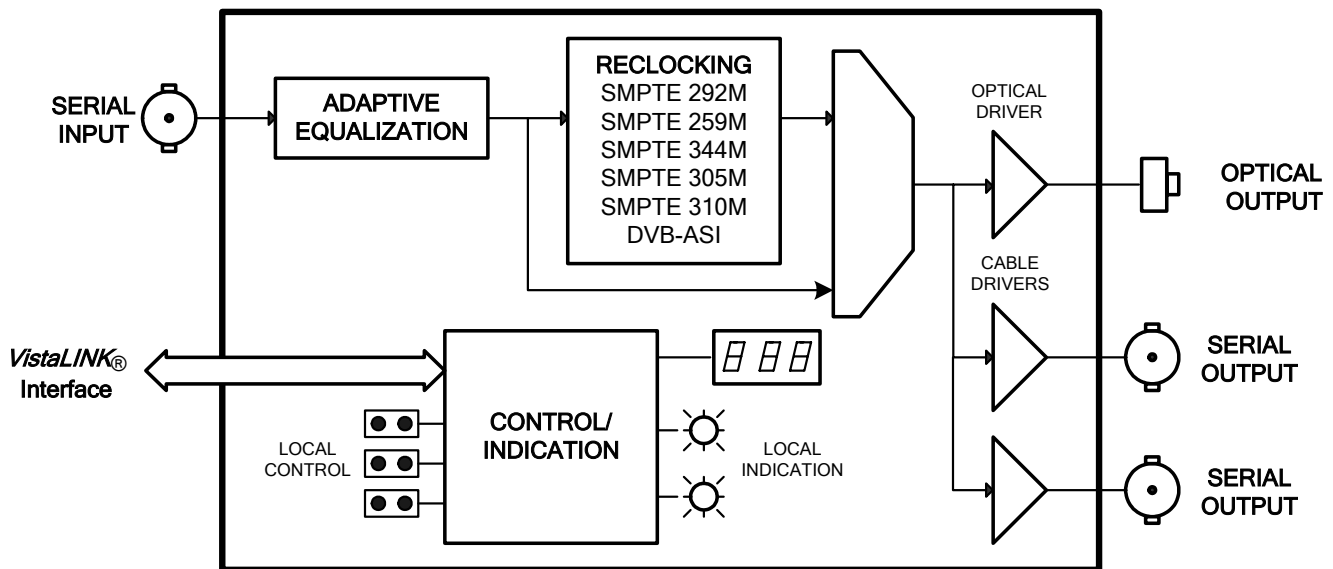 SERIAL
INPUT
ADAPTIVE
EQUALIZATION
RECLOCKING
SMPTE 292M
SMPTE 259M
SMPTE 344M
SMPTE 305M
SMPTE 310M
DVB-ASI
OPTICAL
DRIVER
OPTICAL
OUTPUT
CABLE
DRIVERS
SERIAL
OUTPUT
SERIAL
OUTPUT
VistaLINK®
Interface
LOCAL
CONTROL
CONTROL/
INDICATION
888
LOCAL
INDICATION